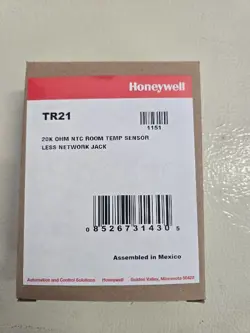 Honeywell
TR21
1151
20K OHM NTC ROOM TEMP SENSOR
LESS NETWORK JACK
0 85267 31430 5
Assembled in Mexico
Automation and Control Solutions Honeywell Golden Valley, Minnesota 55422